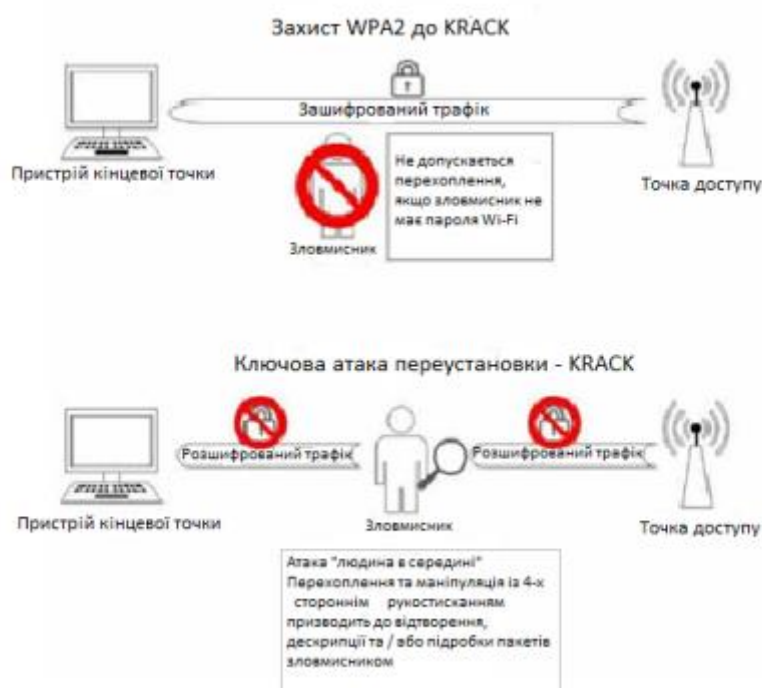 Захист WPA2 до KRACK
Зашифрований трафік
Пристрій кінцевої точки
Не допускається
перехоплення,
якщо зловмисник не
має пароля Wi-Fi
Точка доступу
Зловмисник
Ключова атака переустановки - KRACK
Розшифрований трафік
Розшифрований трафік
Пристрій кінцевої точки
Зловмисник
Точка доступу
Атака "людина в середині"
Перехоплення та маніпуляція із 4-х
стороннім рукостисканням
призводить до відтворення,
дескрипції та / або підробки пакетів
зловмисником